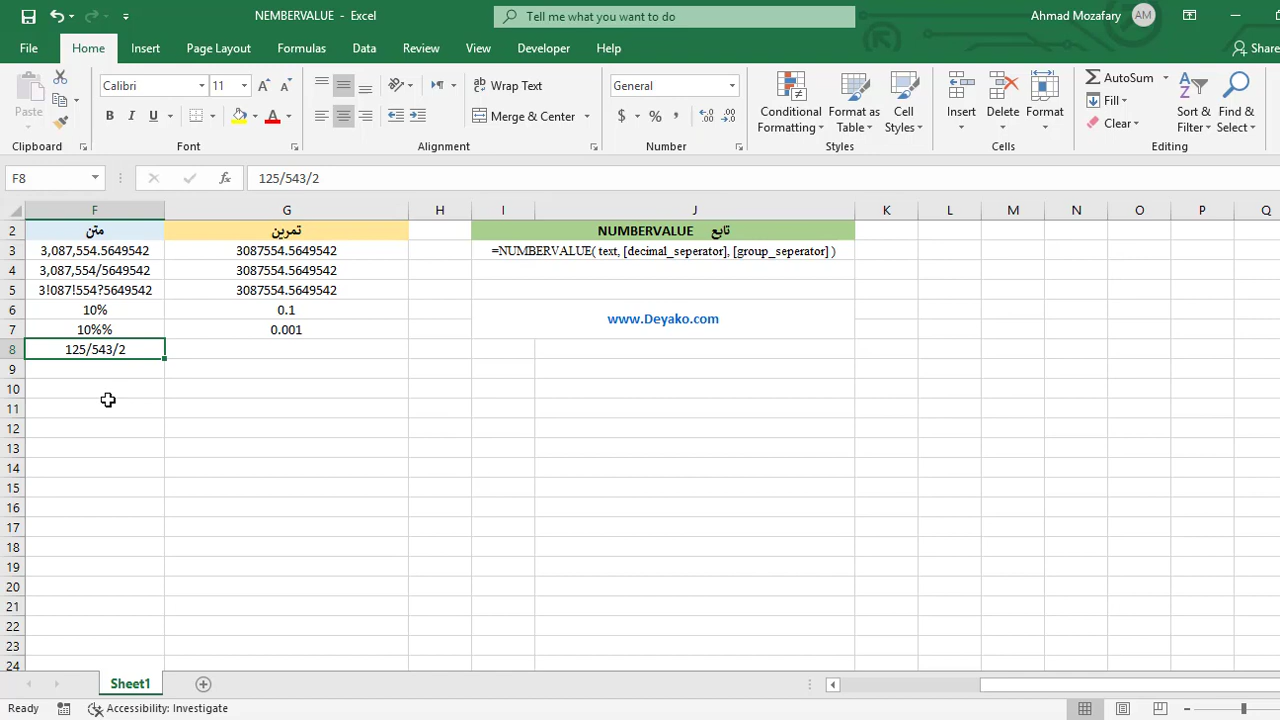 NEMBERVALUE - Excel
Tell me what you want to do
Ahmad Mozafary AM
File Home Insert Page Layout Formulas Data Review View Developer Help Share
Paste
Calibri 11
B I U
Wrap Text
Merge & Center
General
$ %
Conditional Formatting
Format as Table
Cell Styles
Insert
Delete
Format
AutoSum
Fill
Clear
Sort & Filter
Find & Select
Clipboard Font Alignment Number Styles Cells Editing
F8 fx 125/543/2
F G H I J K L M N O P Q
2 متن تمرین تابع NUMBERVALUE
3 3,087,554.5649542 3087554.5649542 =NUMBERVALUE( text, [decimal_seperator], [group_seperator] )
4 3,087,554/5649542 3087554.5649542
5 3!087!554?5649542 3087554.5649542
6 10% 0.1
www.Deyako.com
7 10%% 0.001
8 125/543/2
9
10
11
12
13
14
15
16
17
18
19
20
21
22
23
24
Sheet1
Ready Accessibility: Investigate